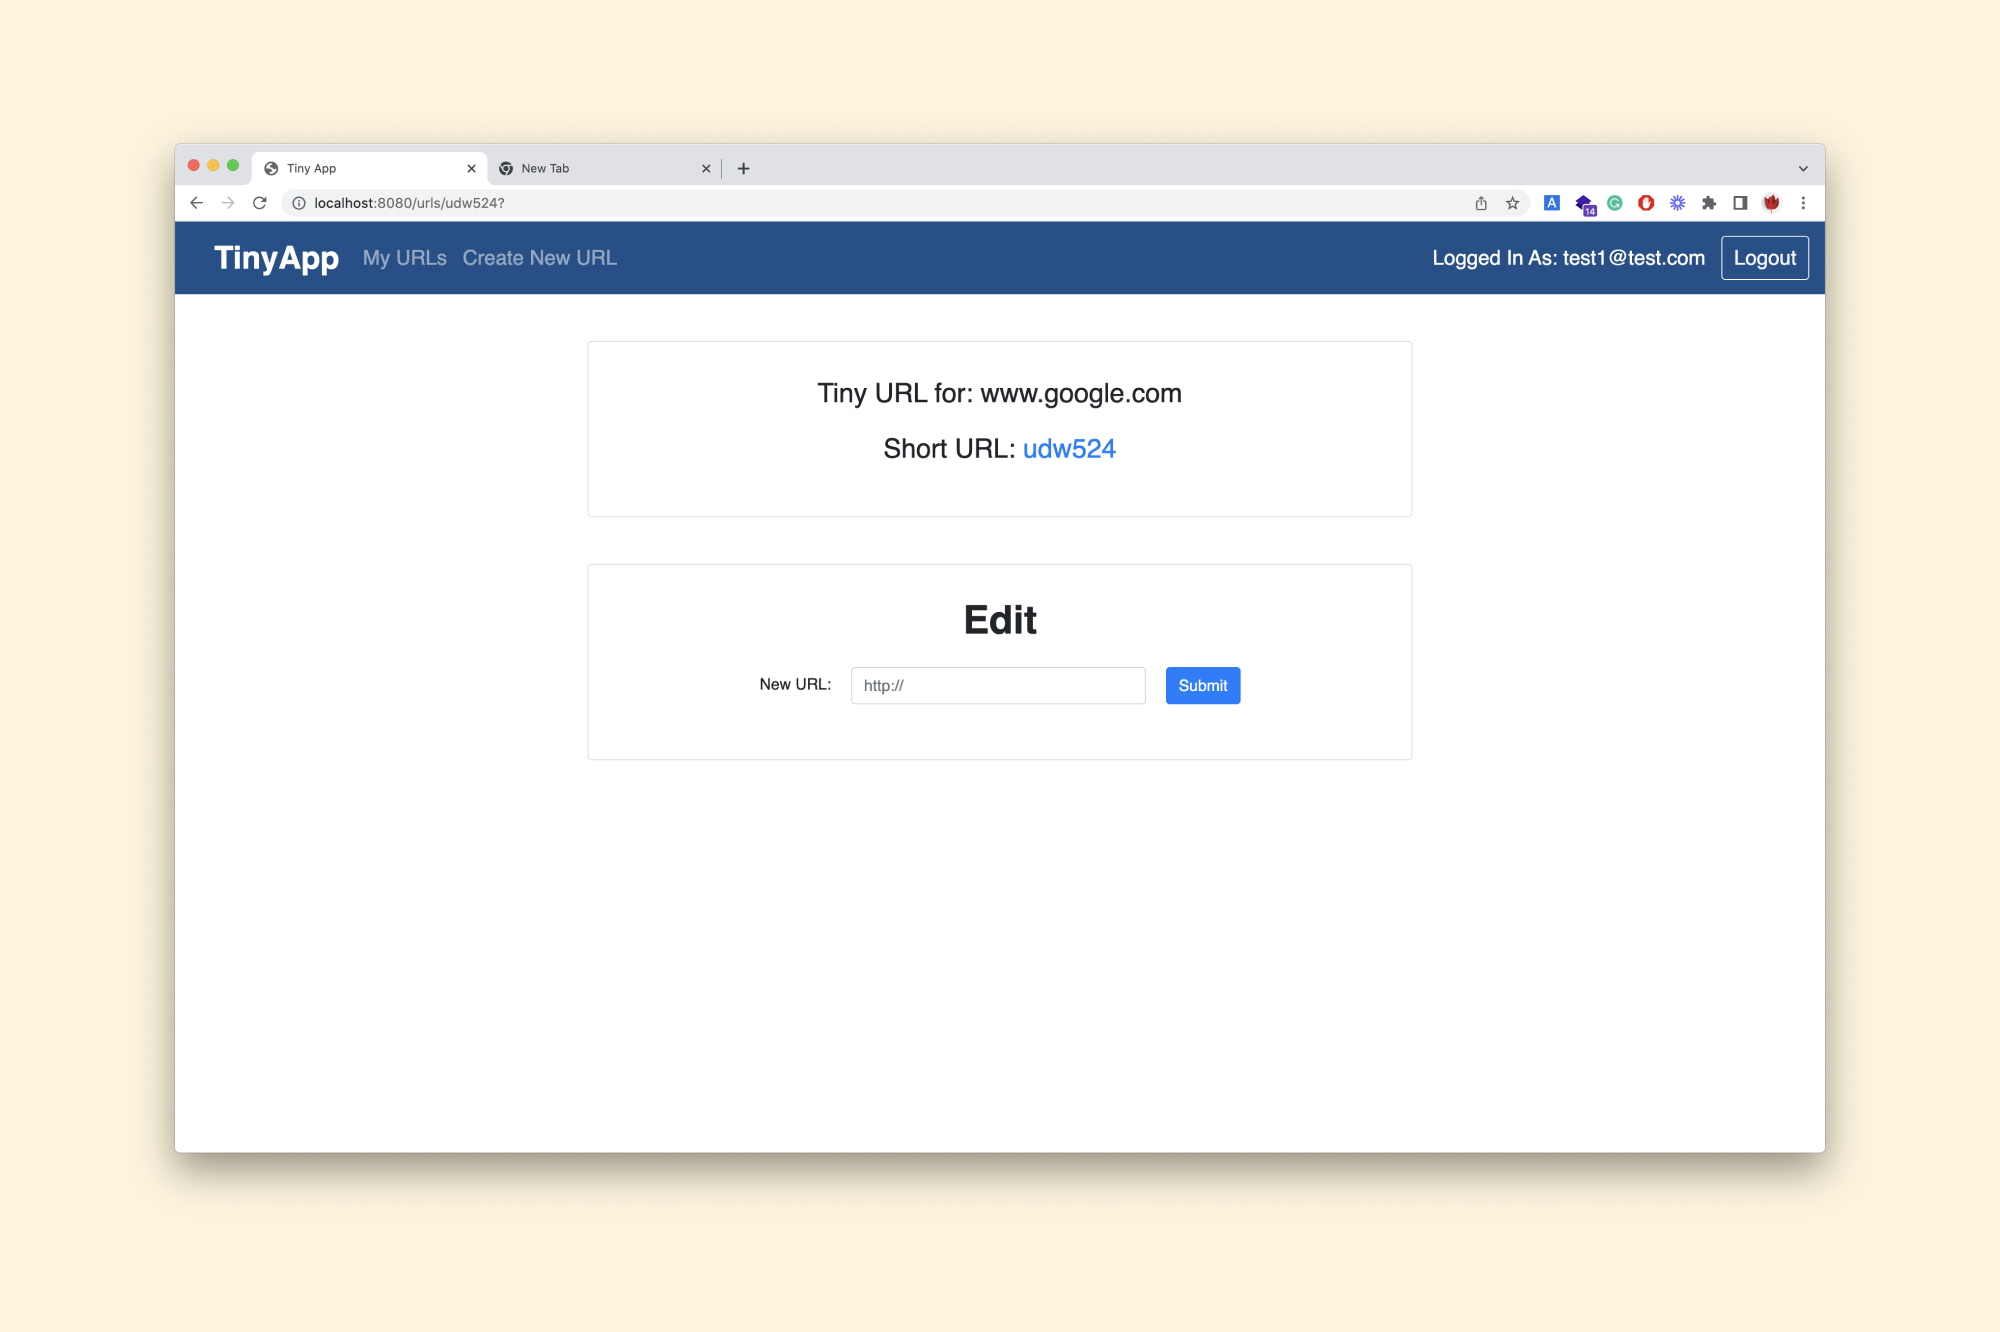 Tiny App
New Tab
localhost:8080/urls/udw524?
A
14
TinyApp My URLs Create New URL Logged In As: test1@test.com Logout
Tiny URL for: www.google.com
Short URL: udw524
Edit
New URL: http:// Submit